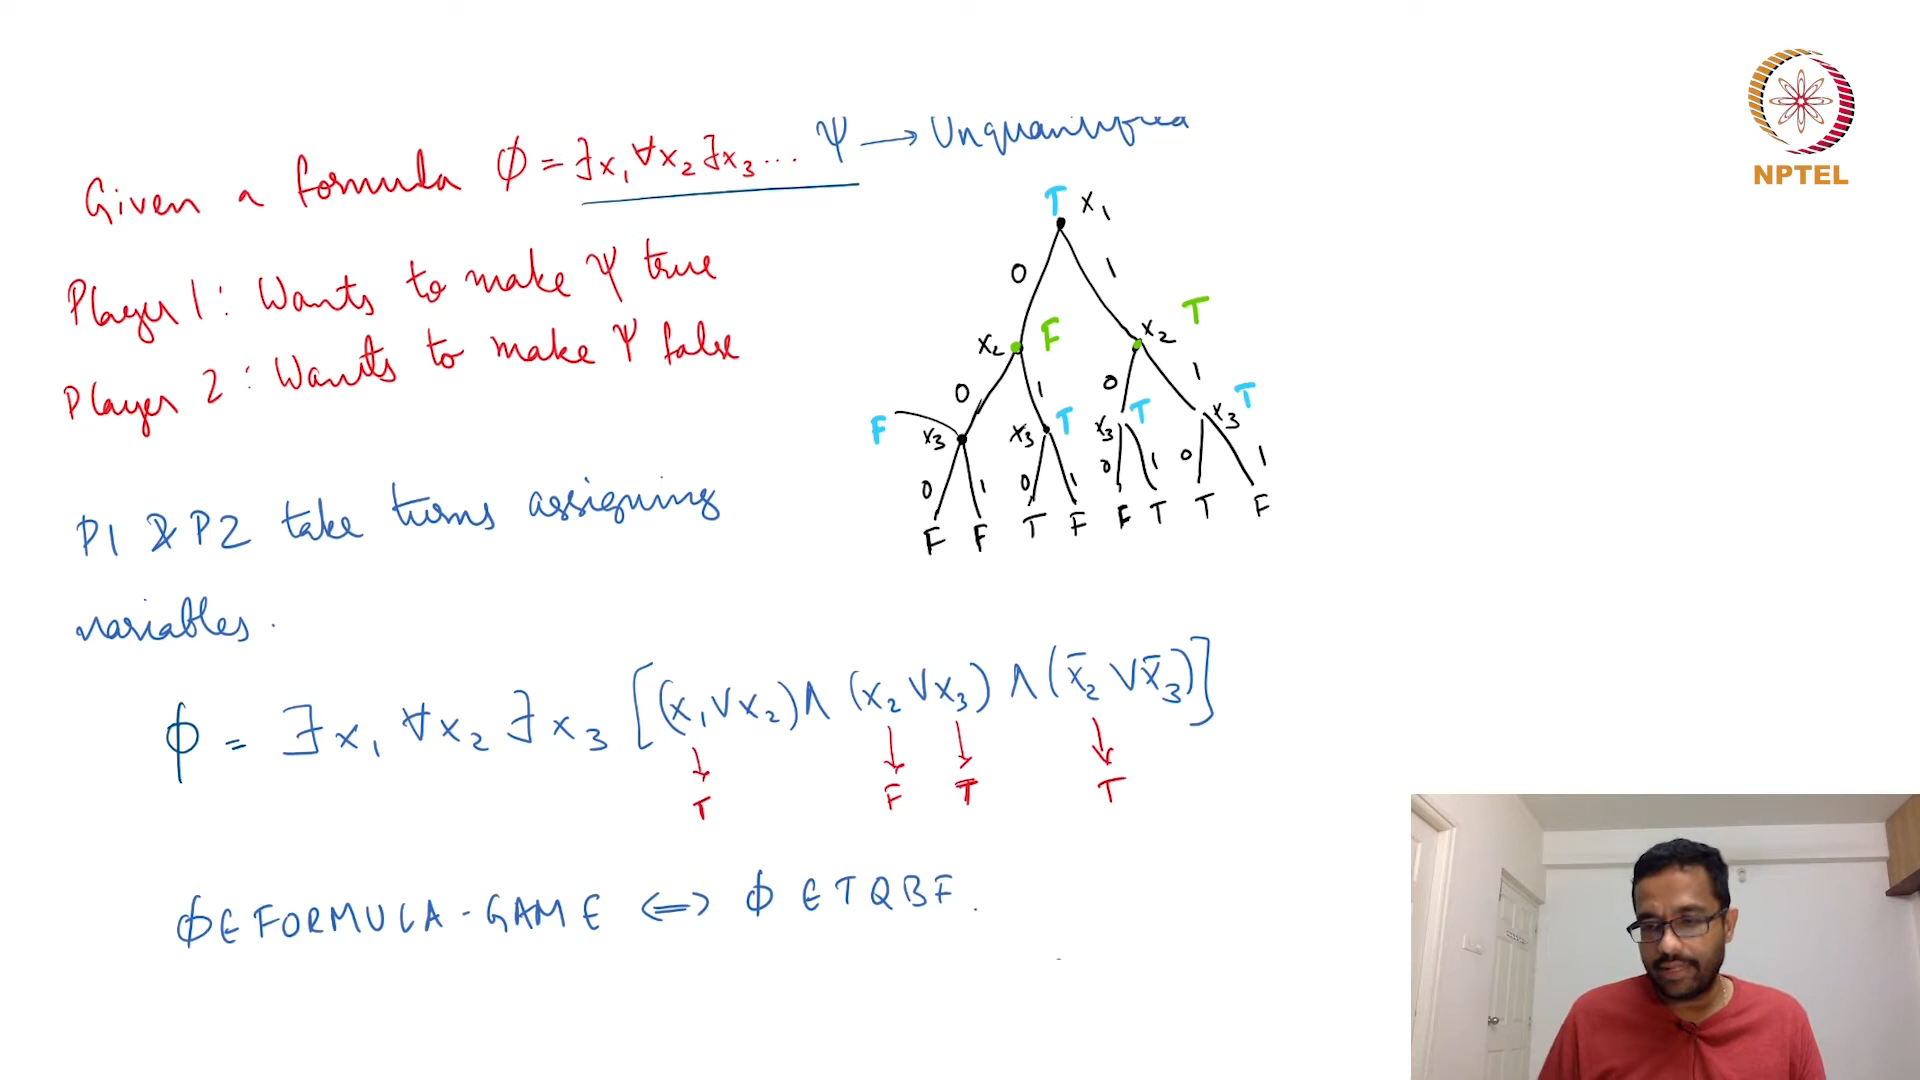 Given a formula ϕ = ∃x₁ ∀x₂ ∃x₃ ... Ψ → Unquantified
Player 1 : Wants to make Ψ true
Player 2 : Wants to make Ψ false
P1 & P2 take turns assigning
variables.
NPTEL
T x₁
0 1
x₂ F x₂ T
0 1 0 1
F x₃ x₃ T x₃ T x₃ T
0 1 0 1 0 1 0 1
F F T F F T T F
ϕ = ∃x₁ ∀x₂ ∃x₃ [(x₁ ∨ x₂) ∧ (x₂ ∨ x₃) ∧ (x̄₂ ∨ x̄₃)]
↓ ↓ ↓ ↓
T F T T
ϕ ∈ FORMULA-GAME ⟺ ϕ ∈ TQBF.